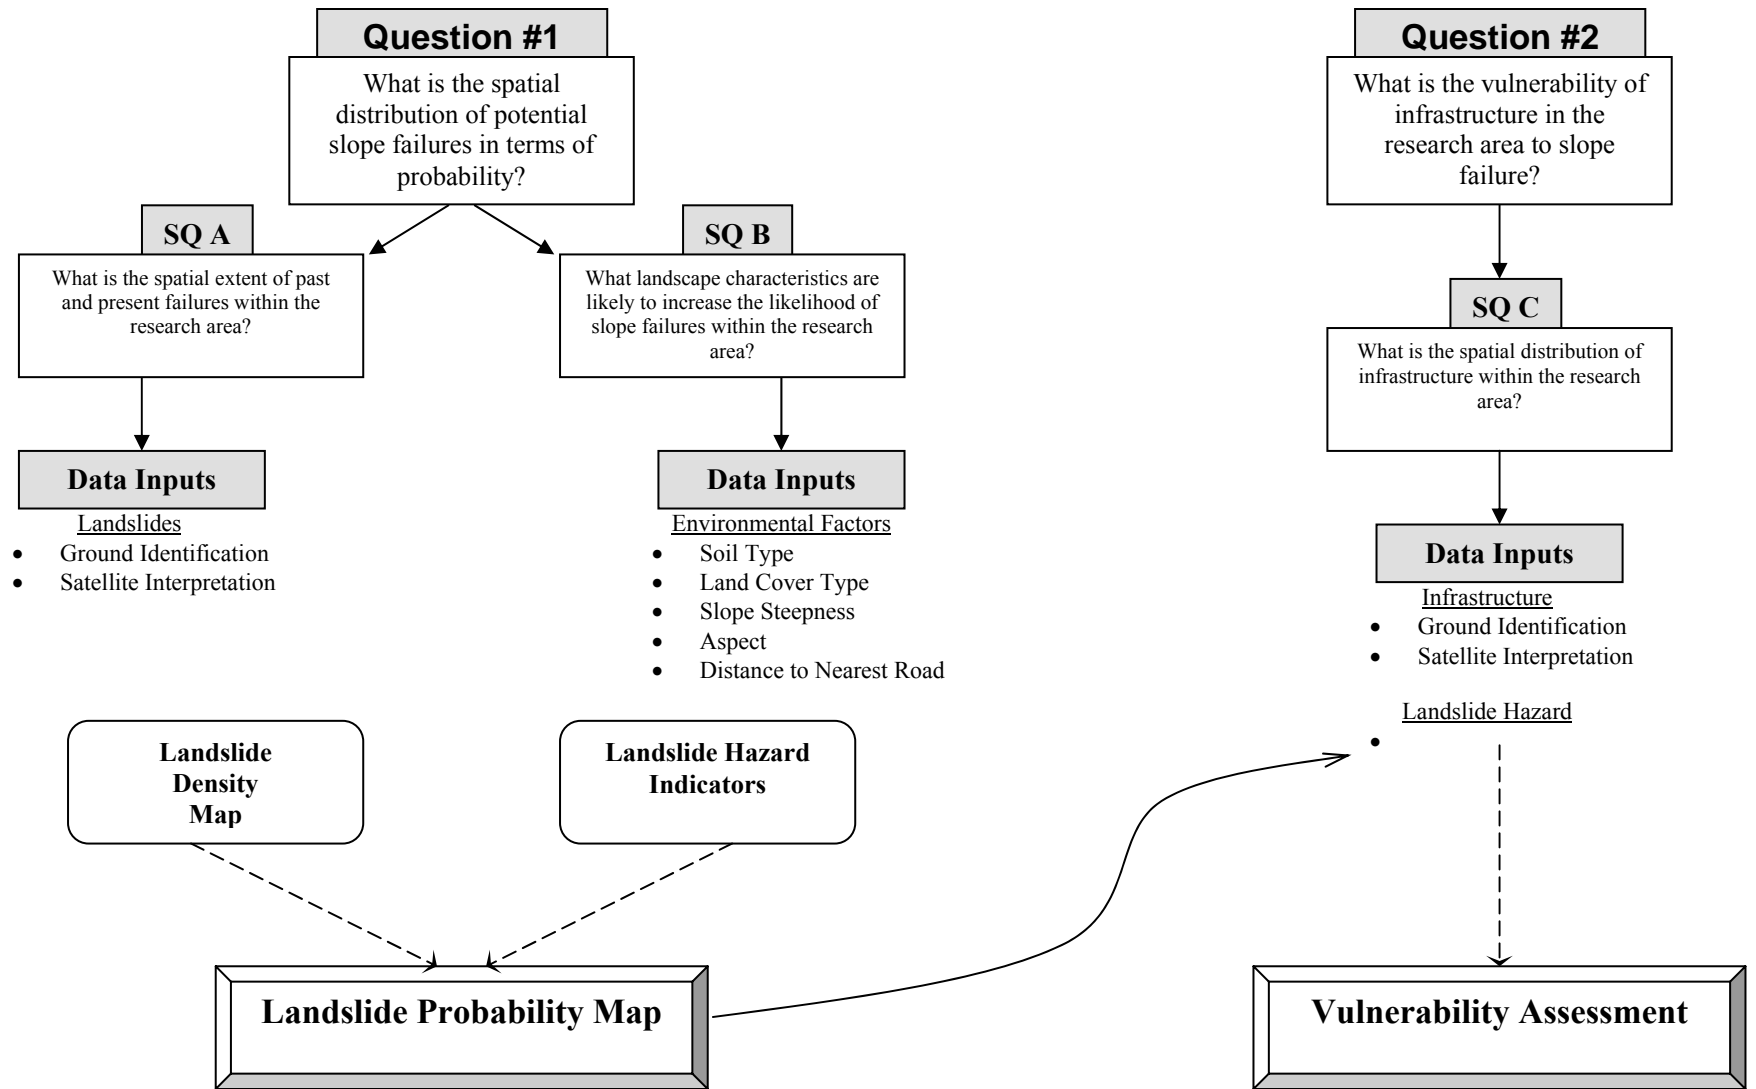 Question #1
What is the spatial
distribution of potential
slope failures in terms of
probability?
SQ A
What is the spatial extent of past
and present failures within the
research area?
Data Inputs
Landslides
• Ground Identification
• Satellite Interpretation
SQ B
What landscape characteristics are
likely to increase the likelihood of
slope failures within the research
area?
Data Inputs
Environmental Factors
• Soil Type
• Land Cover Type
• Slope Steepness
• Aspect
• Distance to Nearest Road
Landslide
Density
Map
Landslide Hazard
Indicators
Landslide Probability Map
Question #2
What is the vulnerability of
infrastructure in the
research area to slope
failure?
SQ C
What is the spatial distribution of
infrastructure within the research
area?
Data Inputs
Infrastructure
• Ground Identification
• Satellite Interpretation
Landslide Hazard
•
Vulnerability Assessment